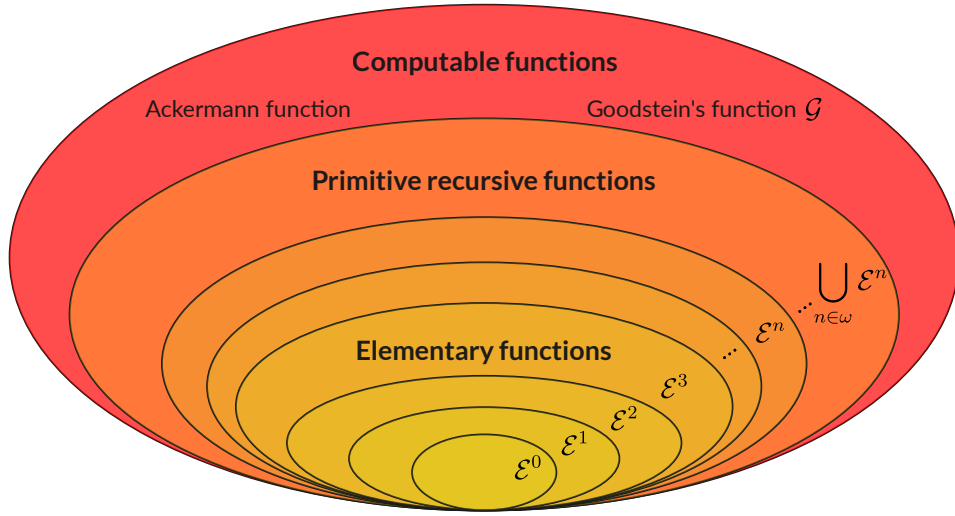 Computable functions
Ackermann function
Goodstein's function 𝒢
Primitive recursive functions
... ⋃ ℰⁿ
n∈ω
... ℰⁿ
Elementary functions
ℰ³
ℰ²
ℰ¹
ℰ⁰